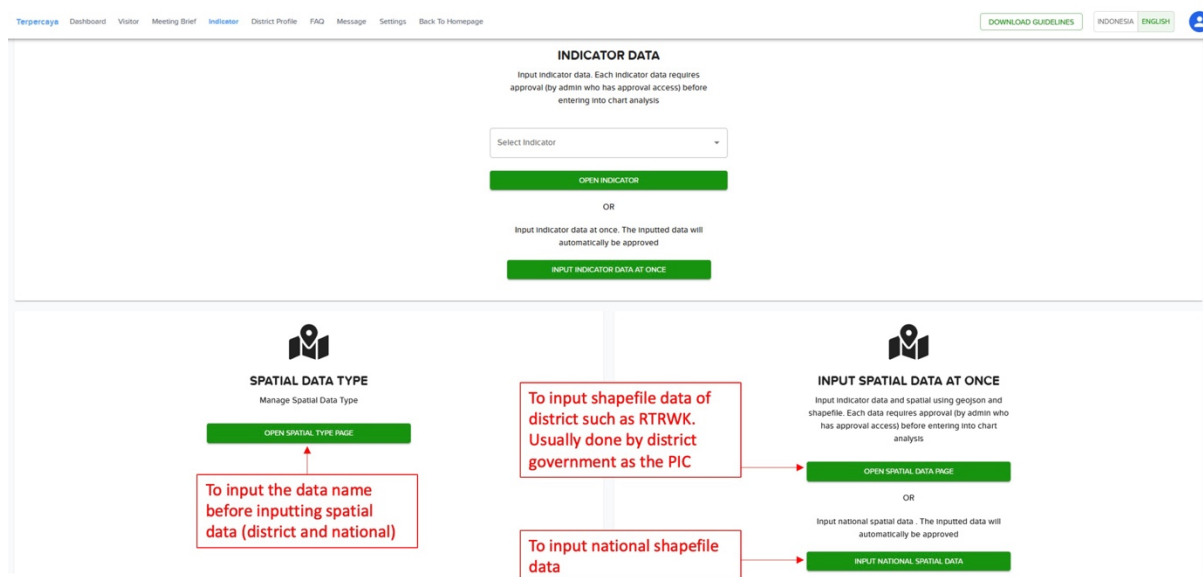 Terpercaya Dashboard Visitor Meeting Brief Indicator District Profile FAQ Message Settings Back To Homepage DOWNLOAD GUIDELINES INDONESIA ENGLISH
INDICATOR DATA
Input indicator data. Each indicator data requires
approval (by admin who has approval access) before
entering into chart analysis
Select Indicator
OPEN INDICATOR
OR
Input indicator data at once. The inputted data will
automatically be approved
INPUT INDICATOR DATA AT ONCE
SPATIAL DATA TYPE
Manage Spatial Data Type
OPEN SPATIAL TYPE PAGE
To input the data name
before inputting spatial
data (district and national)
To input shapefile data of
district such as RTRWK.
Usually done by district
government as the PIC
To input national shapefile
data
INPUT SPATIAL DATA AT ONCE
Input indicator data and spatial using geojson and
shapefile. Each data requires approval (by admin who
has approval access) before entering into chart
analysis
OPEN SPATIAL DATA PAGE
OR
Input national spatial data . The inputted data will
automatically be approved
INPUT NATIONAL SPATIAL DATA